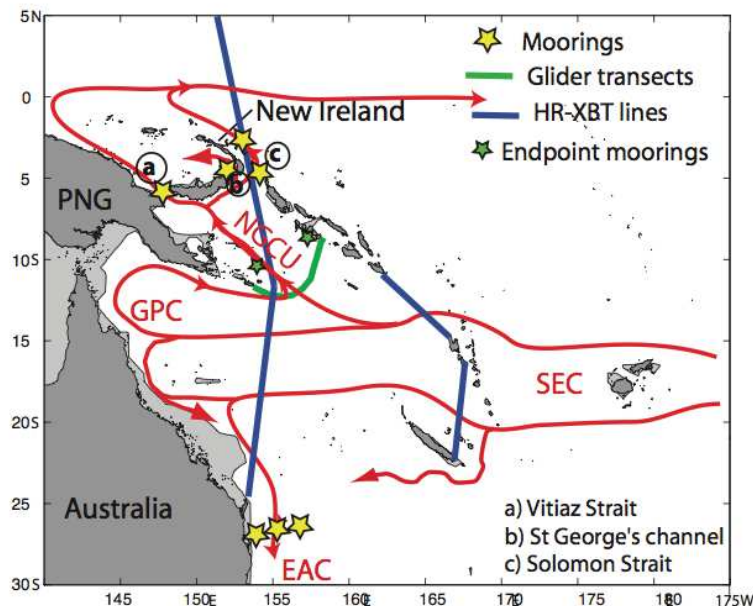 5N
0
5
10S
15
20S
25
30S
Moorings
Glider transects
HR-XBT lines
Endpoint moorings
New Ireland
a
c
b
PNG
NGCU
GPC
SEC
Australia
EAC
a) Vitiaz Strait
b) St George's channel
c) Solomon Strait
145 150E 155 160E 165 170E 175 180E 175W